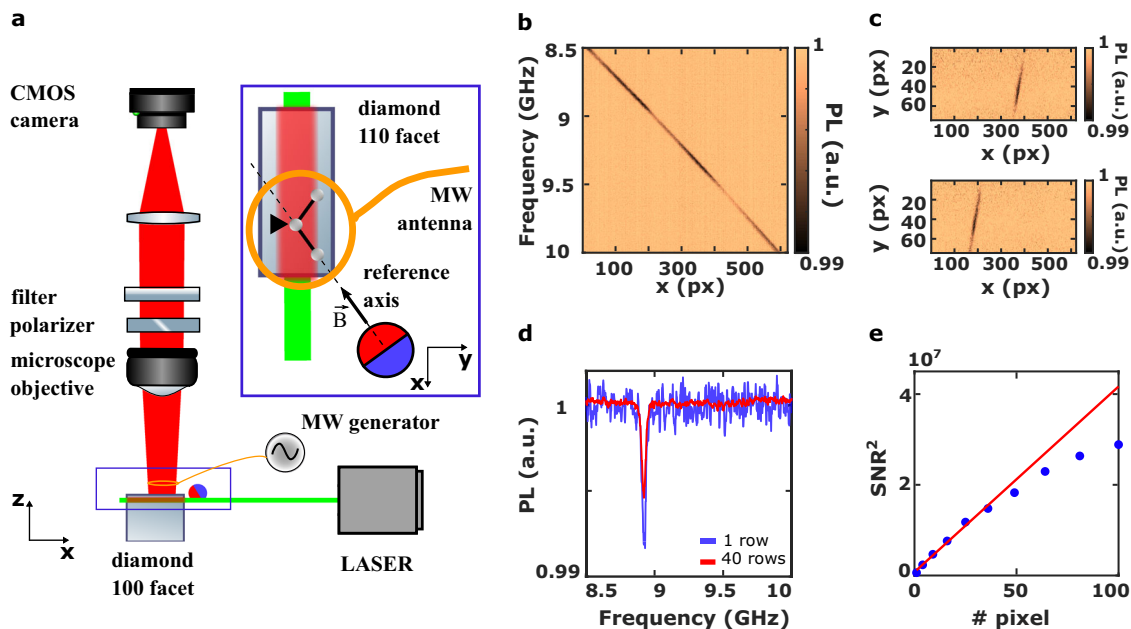 a
CMOS
camera
filter
polarizer
microscope
objective
diamond
110 facet
MW
antenna
reference
axis
B
x
y
MW generator
z
x
diamond
100 facet
LASER
b
Frequency (GHz)
8.5
9
9.5
10
100 300 500
x (px)
1
PL (a.u.)
0.99
c
y (px)
20
40
60
100 300 500
x (px)
1
PL (a.u.)
0.99
y (px)
20
40
60
100 300 500
x (px)
1
PL (a.u.)
0.99
d
PL (a.u.)
1
0.99
1 row
40 rows
8.5 9 9.5 10
Frequency (GHz)
e
10⁷
SNR²
4
2
0
0 50 100
# pixel